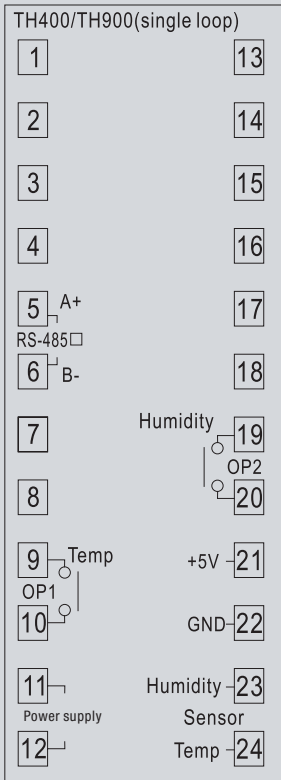 TH400/TH900(single loop)
1 13
2 14
3 15
4 16
5 A+ 17
RS-485□
6 B- 18
Humidity
7 19
OP2
8 20
9 Temp +5V 21
OP1
10 GND 22
11 Humidity 23
Power supply Sensor
12 Temp 24